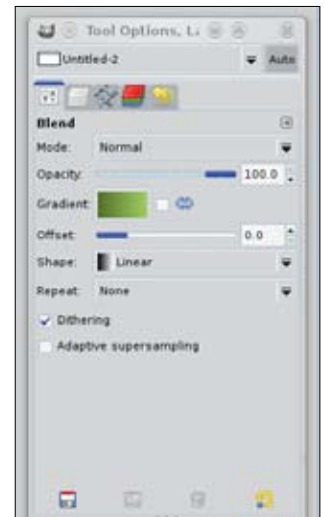 Tool Options, La
Untitled-2 Auto
Blend
Mode: Normal
Opacity: 100.0
Gradient:
Offset: 0.0
Shape: Linear
Repeat: None
Dithering
Adaptive supersampling